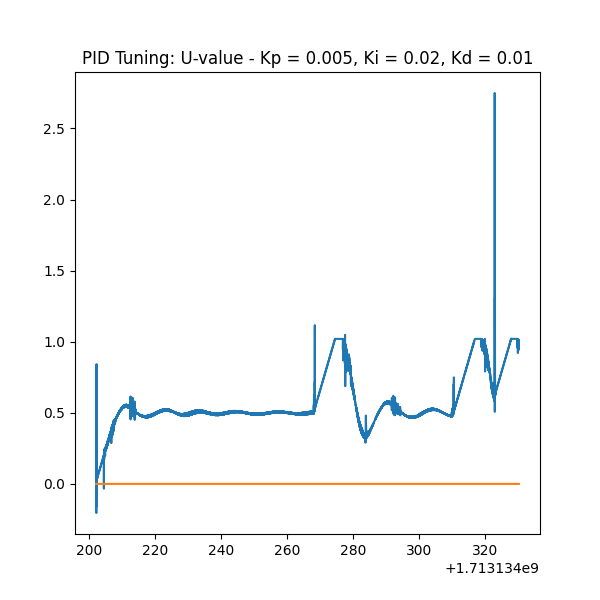 PID Tuning: U-value - Kp = 0.005, Ki = 0.02, Kd = 0.01
2.5
2.0
1.5
1.0
0.5
0.0
200 220 240 260 280 300 320
+1.713134e9